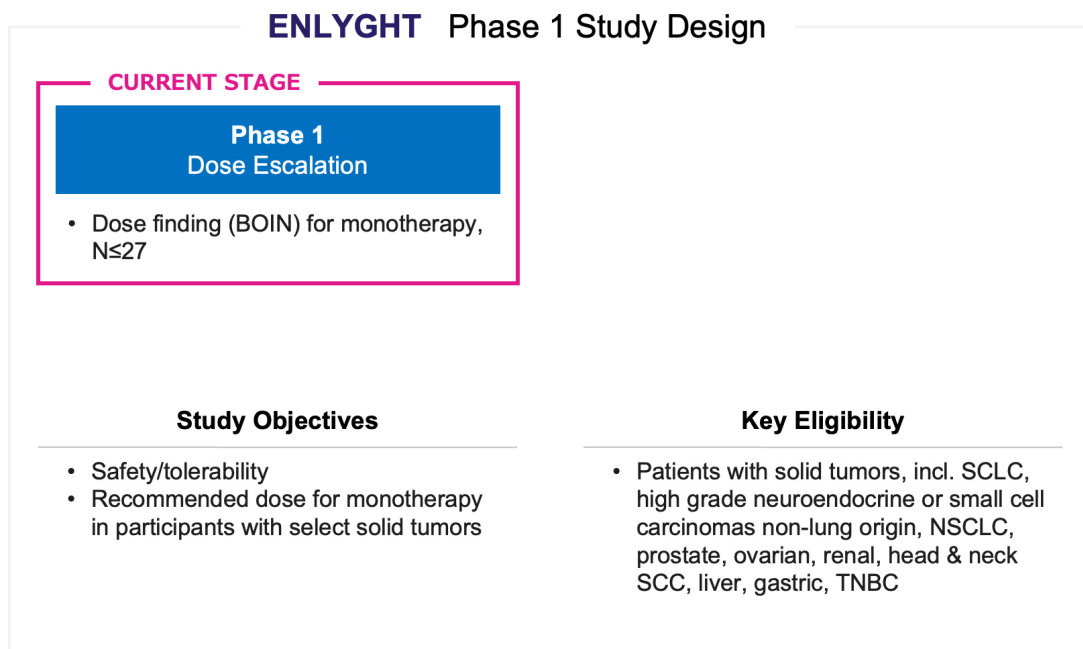 ENLYGHT Phase 1 Study Design
CURRENT STAGE
Phase 1
Dose Escalation
• Dose finding (BOIN) for monotherapy,
N≤27
Study Objectives
• Safety/tolerability
• Recommended dose for monotherapy
in participants with select solid tumors
Key Eligibility
• Patients with solid tumors, incl. SCLC,
high grade neuroendocrine or small cell
carcinomas non-lung origin, NSCLC,
prostate, ovarian, renal, head & neck
SCC, liver, gastric, TNBC